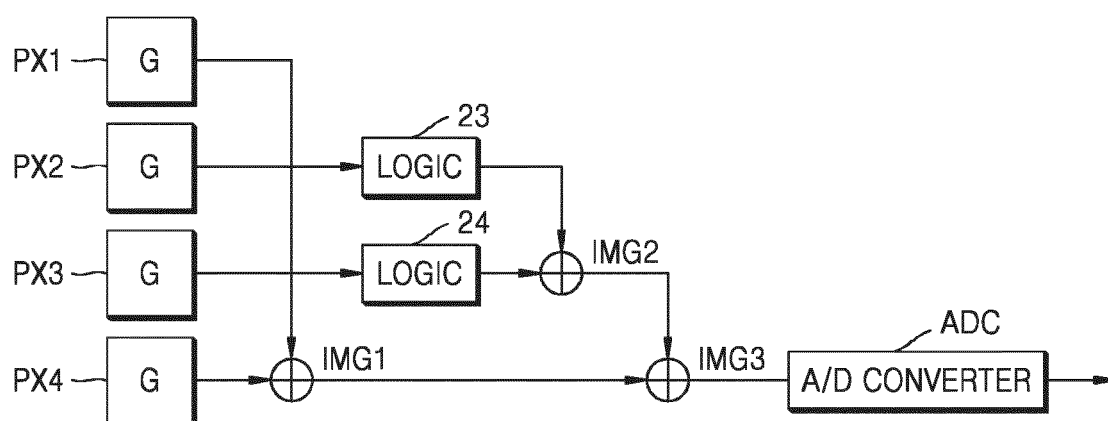 PX1
G
23
PX2
G
LOGIC
24
PX3
G
LOGIC
IMG2
ADC
PX4
G
IMG1
IMG3
A/D CONVERTER